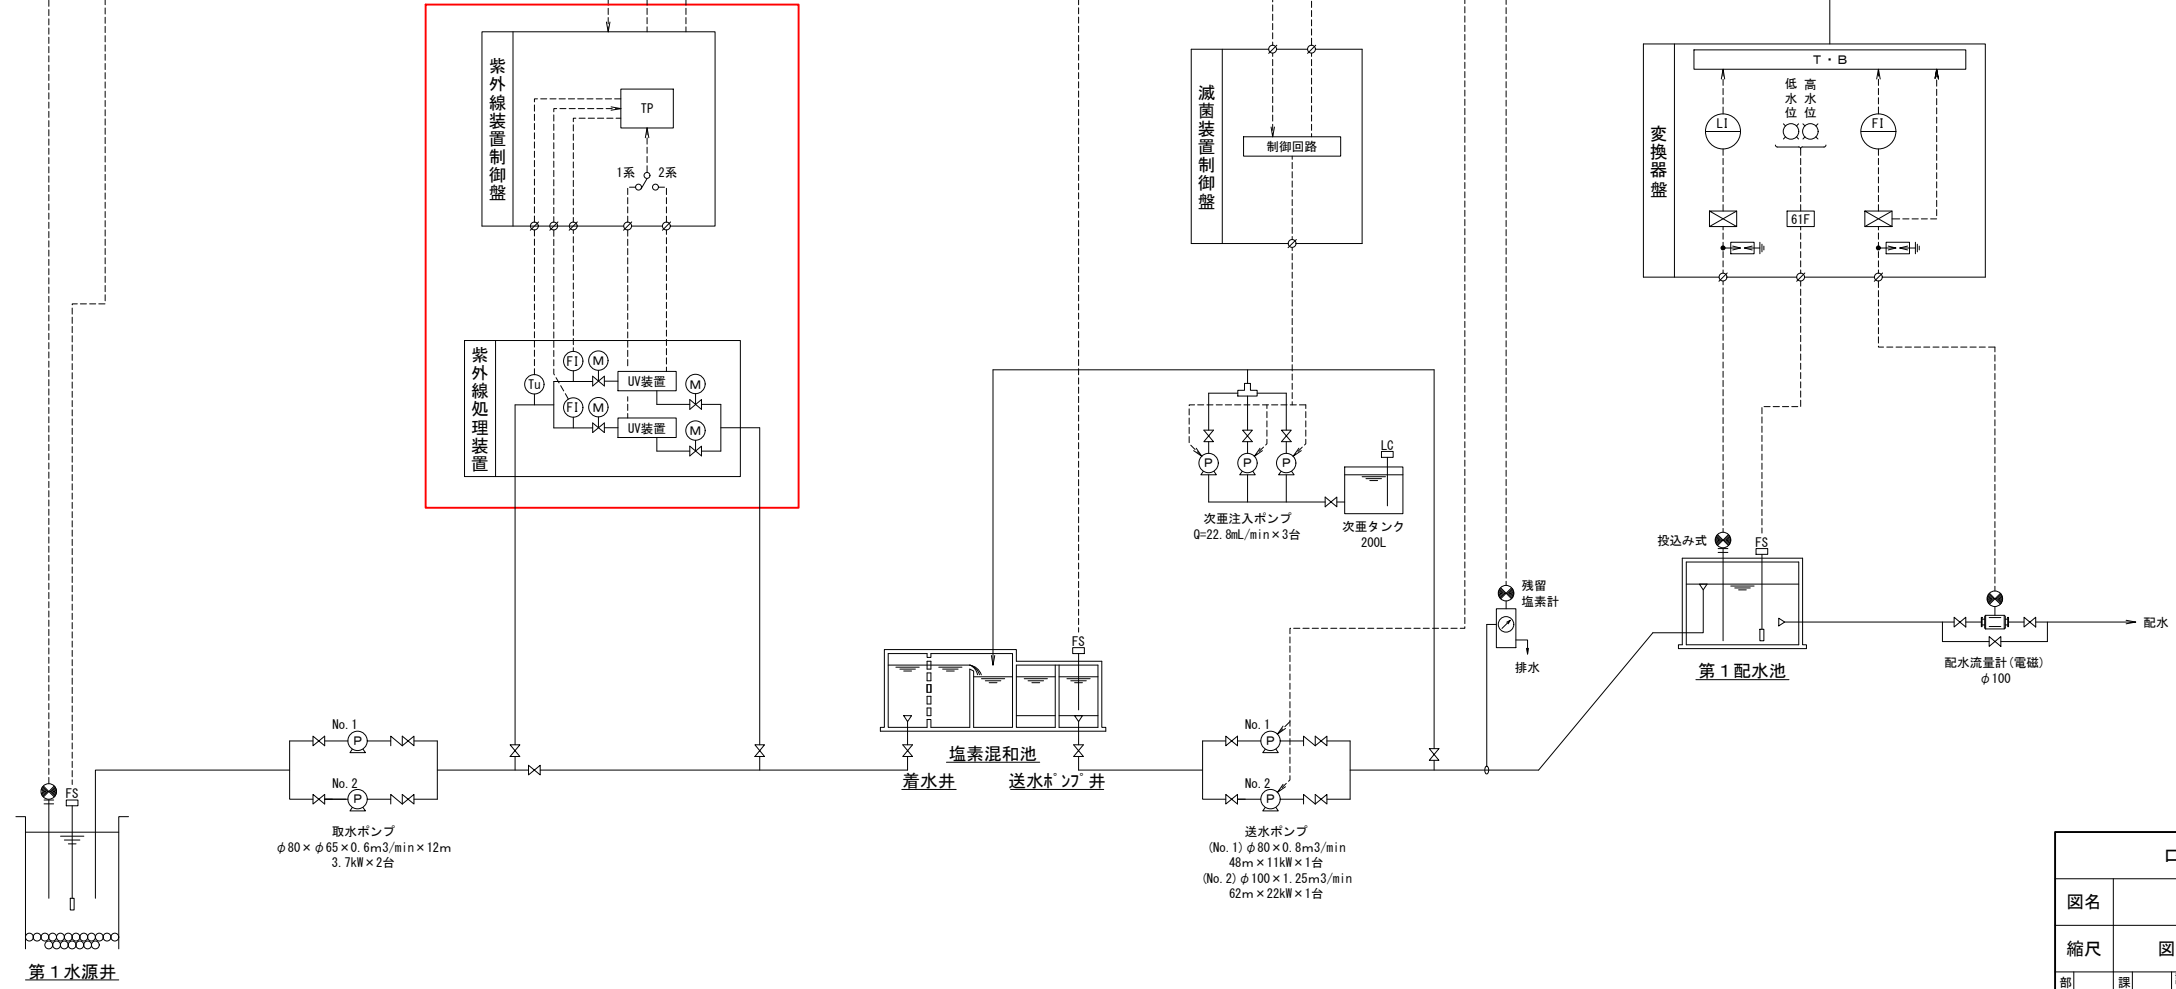 紫外線装置制御盤
TP
1系
2系
紫外線処理装置
Tu
FI
M
UV装置
M
FI
M
UV装置
M
滅菌装置制御盤
制御回路
P
P
P
LC
次亜注入ポンプ
Q=22.8mL/min×3台
次亜タンク
200L
変換器盤
T・B
低水位
高水位
LI
FI
61F
投込み式
FS
第1配水池
配水
配水流量計(電磁)
φ100
残留
塩素計
排水
FS
塩素混和池
着水井
送水ﾎﾟﾝﾌﾟ井
No.1
P
No.2
P
取水ポンプ
φ80×φ65×0.6m3/min×12m
3.7kW×2台
No.1
P
No.2
P
送水ポンプ
(No.1)φ80×0.8m3/min
48m×11kW×1台
(No.2)φ100×1.25m3/min
62m×22kW×1台
FS
第1水源井
図名
縮尺
図
部
課